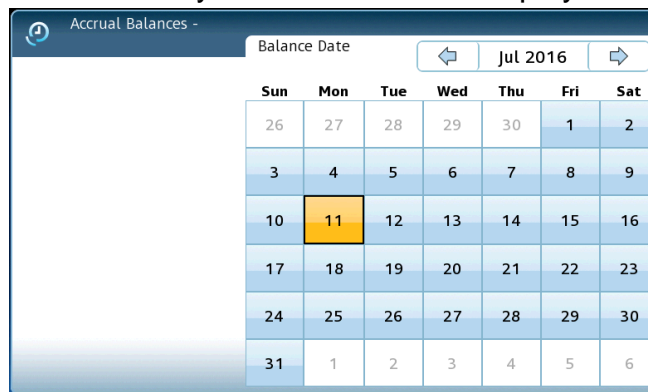 Accrual Balances -
Balance Date
Jul 2016
Sun Mon Tue Wed Thu Fri Sat
26 27 28 29 30 1 2
3 4 5 6 7 8 9
10 11 12 13 14 15 16
17 18 19 20 21 22 23
24 25 26 27 28 29 30
31 1 2 3 4 5 6